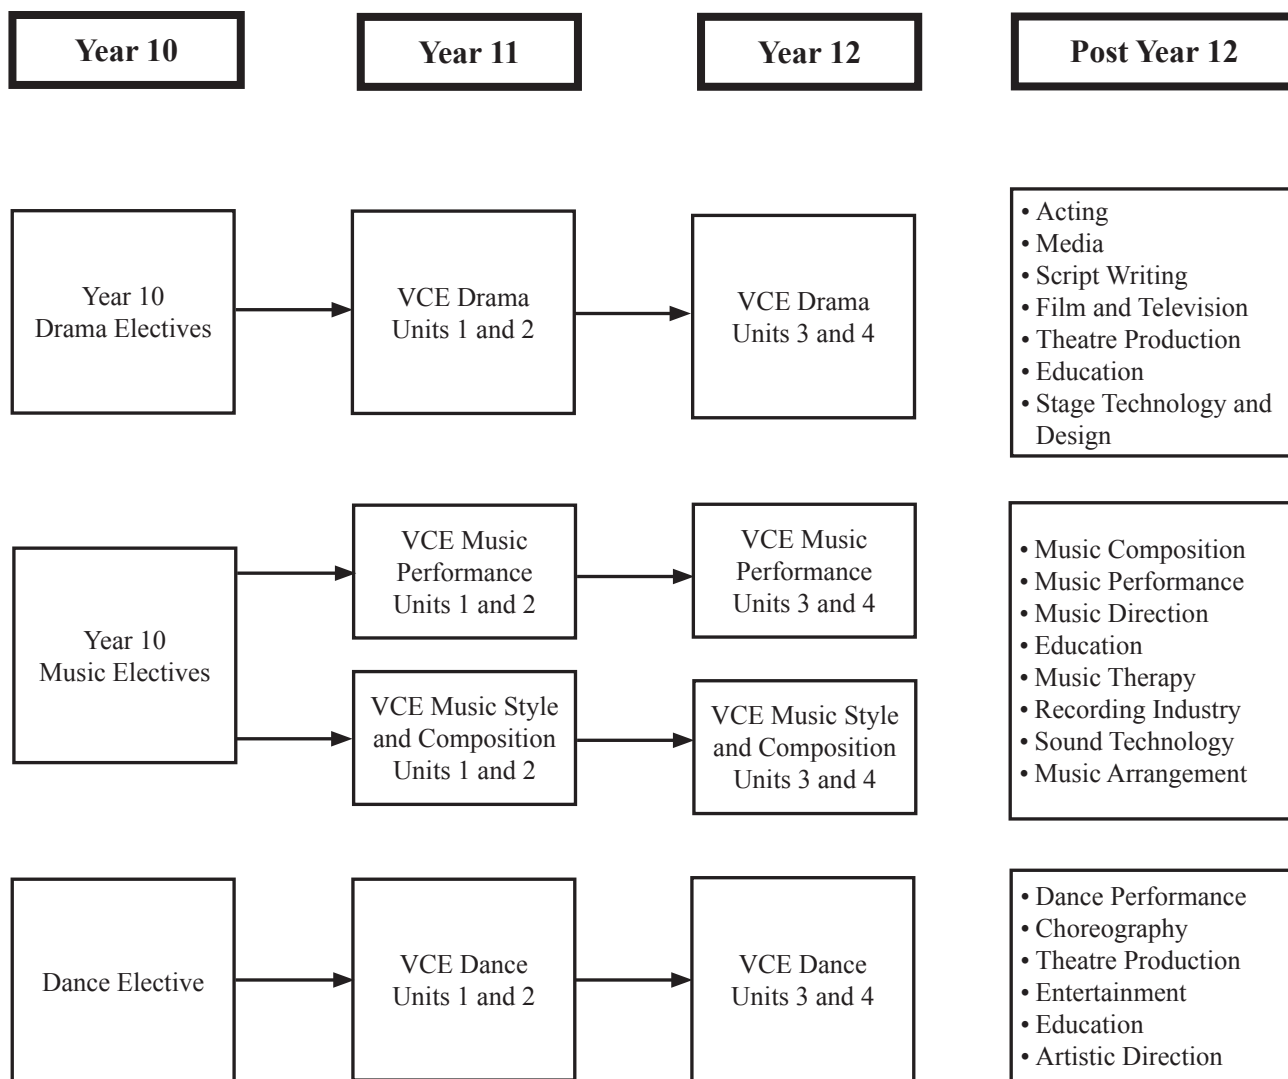 Year 10
Year 11
Year 12
Post Year 12
Year 10
Drama Electives
VCE Drama
Units 1 and 2
VCE Drama
Units 3 and 4
• Acting
• Media
• Script Writing
• Film and Television
• Theatre Production
• Education
• Stage Technology and
Design
Year 10
Music Electives
VCE Music
Performance
Units 1 and 2
VCE Music
Performance
Units 3 and 4
VCE Music Style
and Composition
Units 1 and 2
VCE Music Style
and Composition
Units 3 and 4
• Music Composition
• Music Performance
• Music Direction
• Education
• Music Therapy
• Recording Industry
• Sound Technology
• Music Arrangement
Dance Elective
VCE Dance
Units 1 and 2
VCE Dance
Units 3 and 4
• Dance Performance
• Choreography
• Theatre Production
• Entertainment
• Education
• Artistic Direction